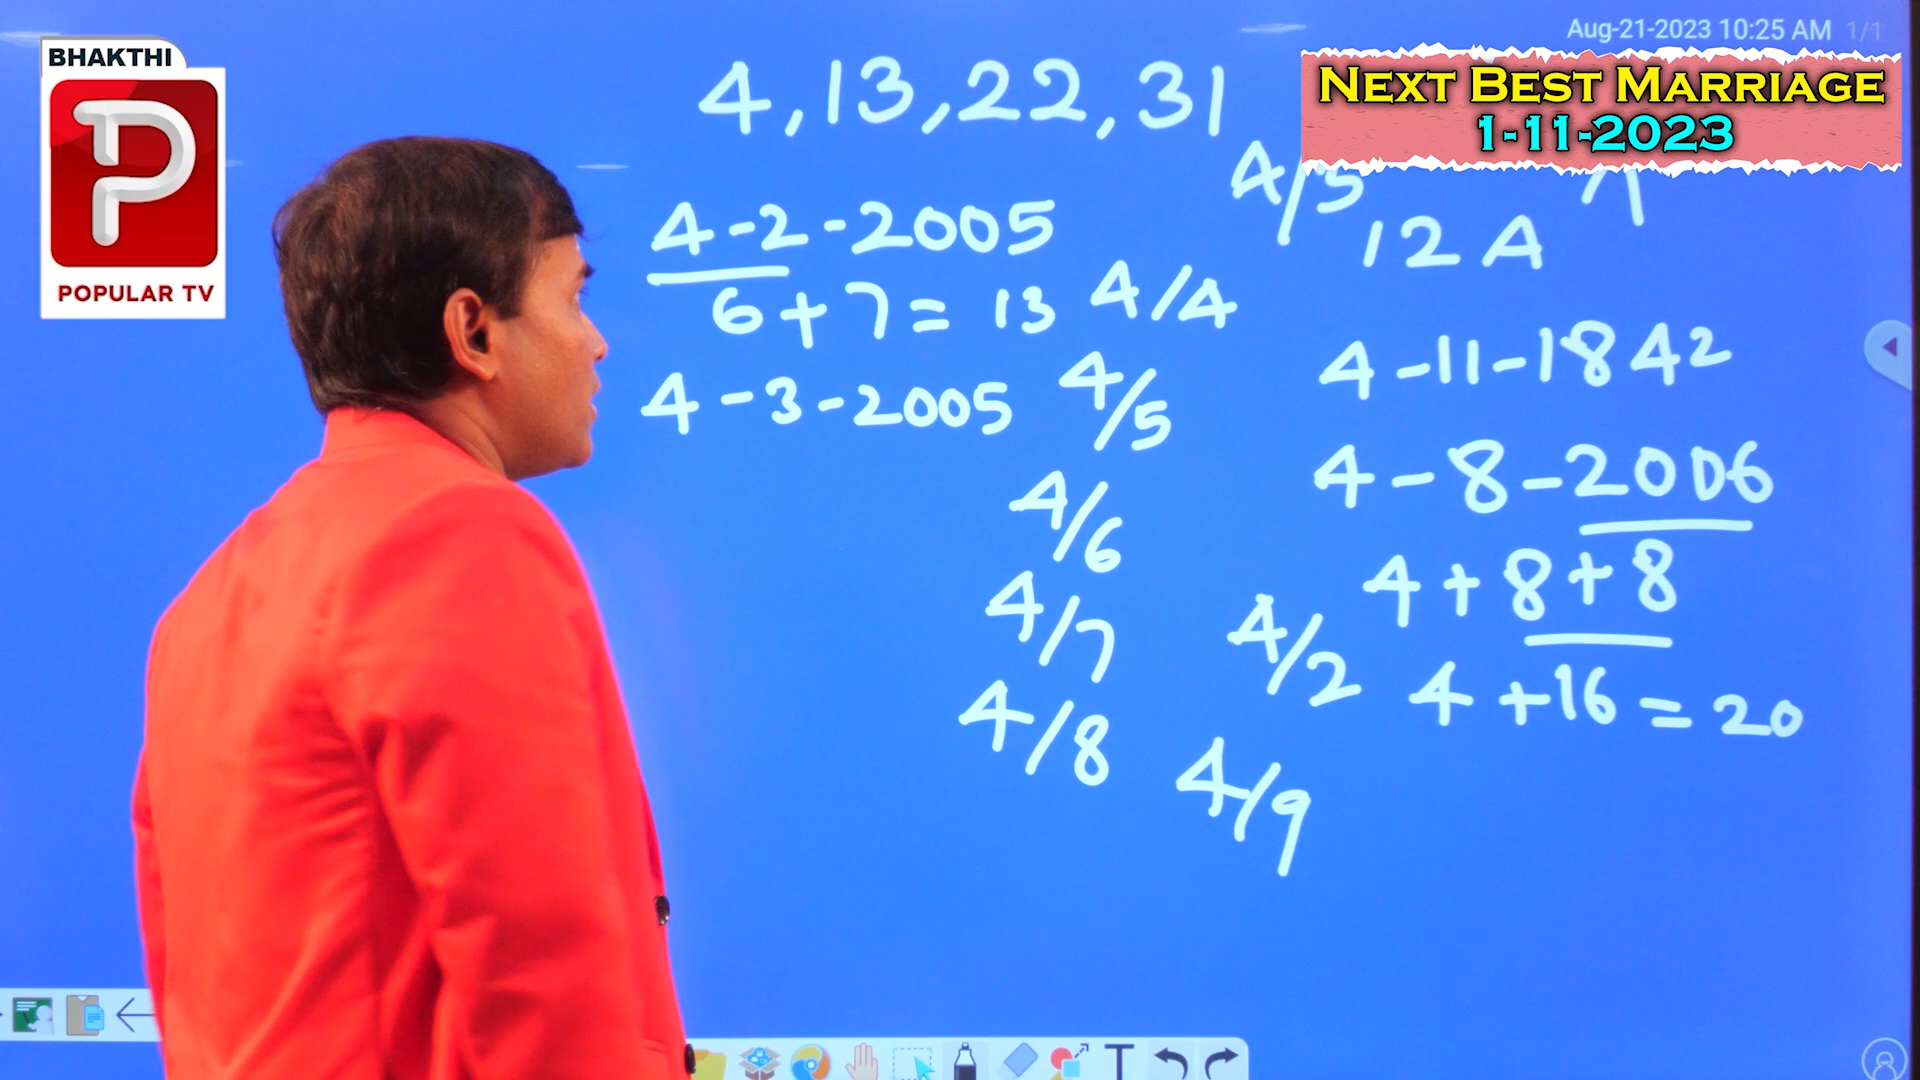 Aug-21-2023 10:25 AM 1/1
BHAKTHI
P
POPULAR TV
NEXT BEST MARRIAGE
1-11-2023
4, 13, 22, 31
4/5
12 A
4-2-2005
6+7=13 4/4
4-3-2005 4/5
4/6
4/7
4/8
4-11-1842
4-8-2006
4+8+8
4/2 4+16=20
4/9
T